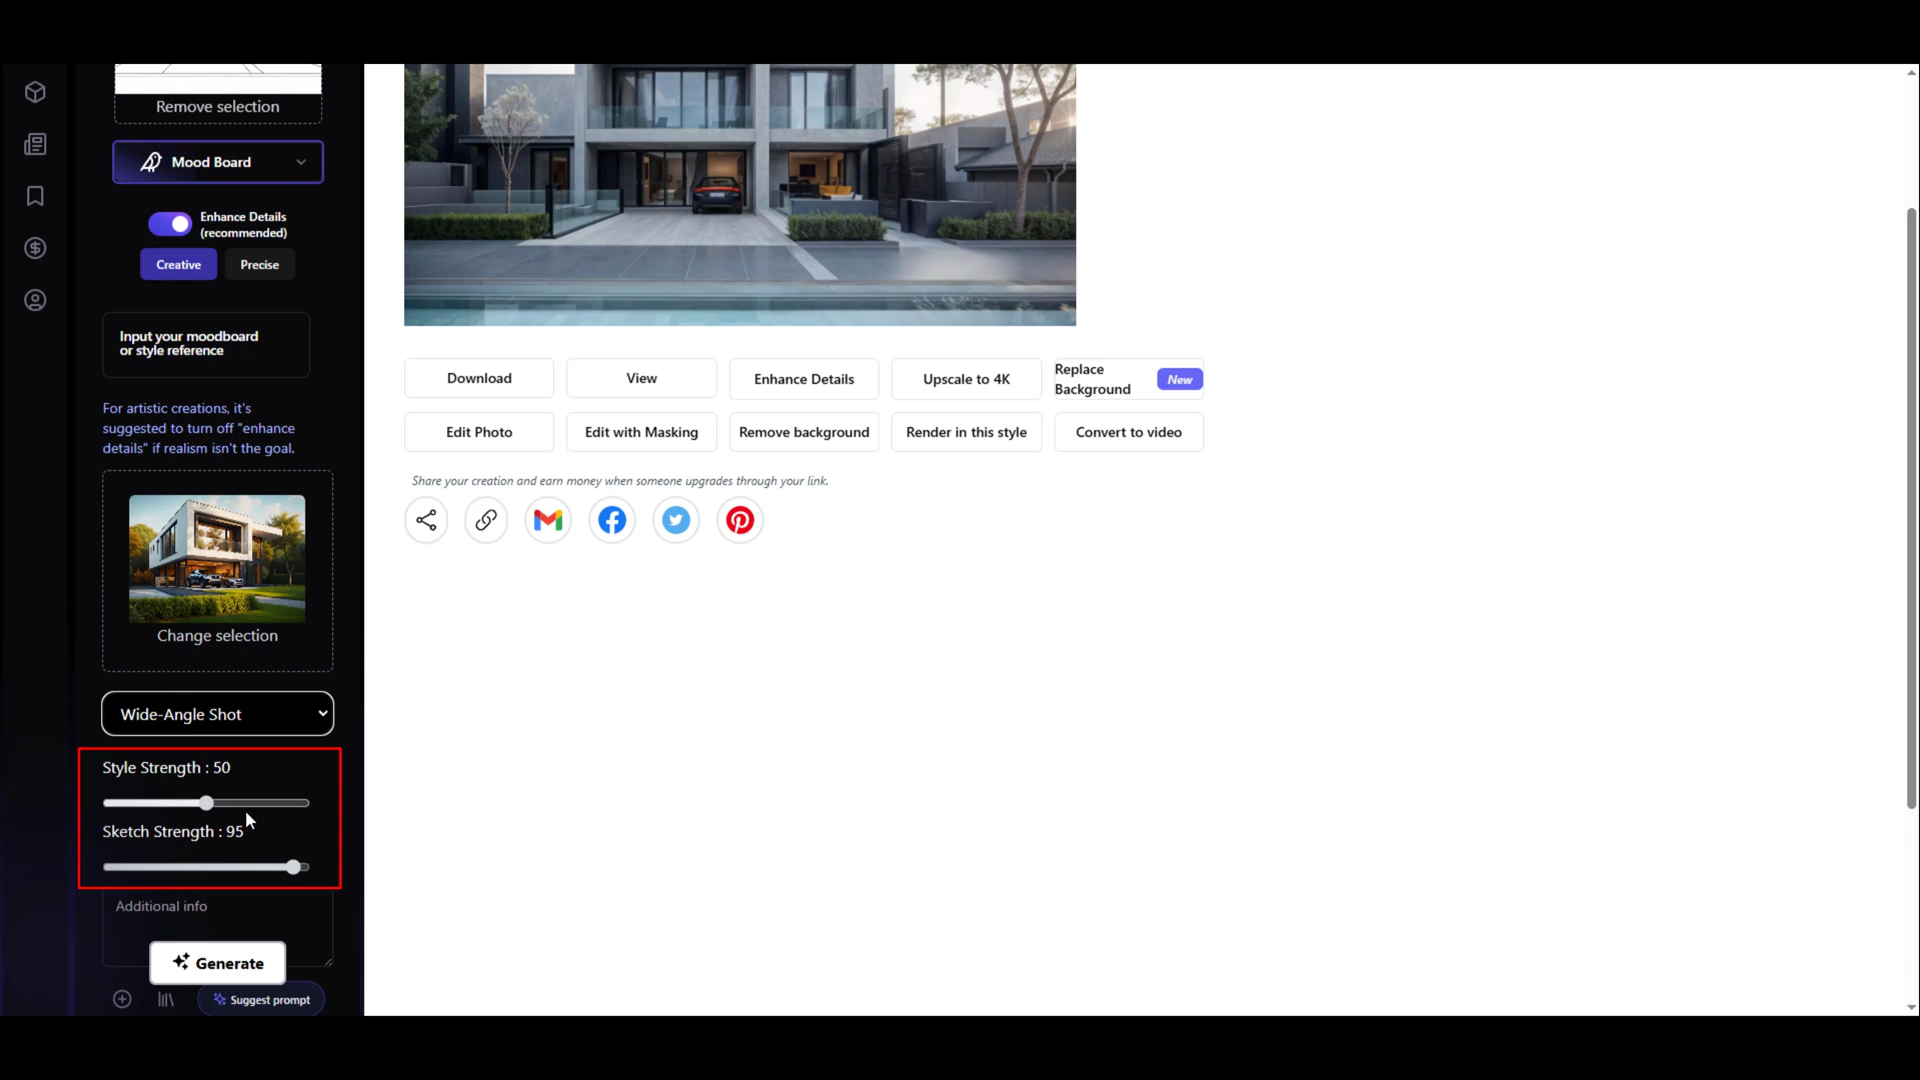 Remove selection
Mood Board
Enhance Details
(recommended)
Creative
Precise
Input your moodboard
or style reference
For artistic creations, it's
suggested to turn off "enhance
details" if realism isn't the goal.
Change selection
Wide-Angle Shot
Style Strength : 50
Sketch Strength : 95
Additional info
Generate
Suggest prompt
Download
View
Enhance Details
Upscale to 4K
Replace
Background
New
Edit Photo
Edit with Masking
Remove background
Render in this style
Convert to video
Share your creation and earn money when someone upgrades through your link.